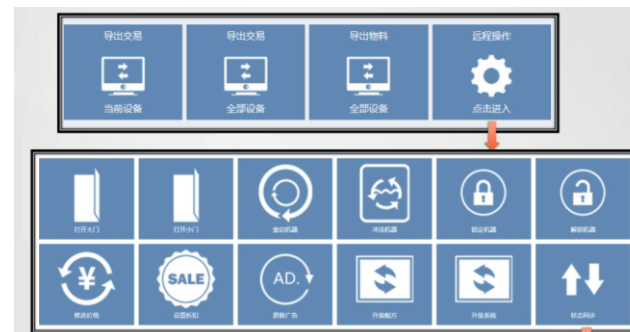 导出交易
导出交易
导出物料
远程操作
当前设备
全部设备
全部设备
点击进入
打开大门
打开小门
重启机器
冲洗机器
锁定机器
解锁机器
¥
SALE
AD.
修改价格
设置折扣
更新广告
升级配方
升级系统
状态同步